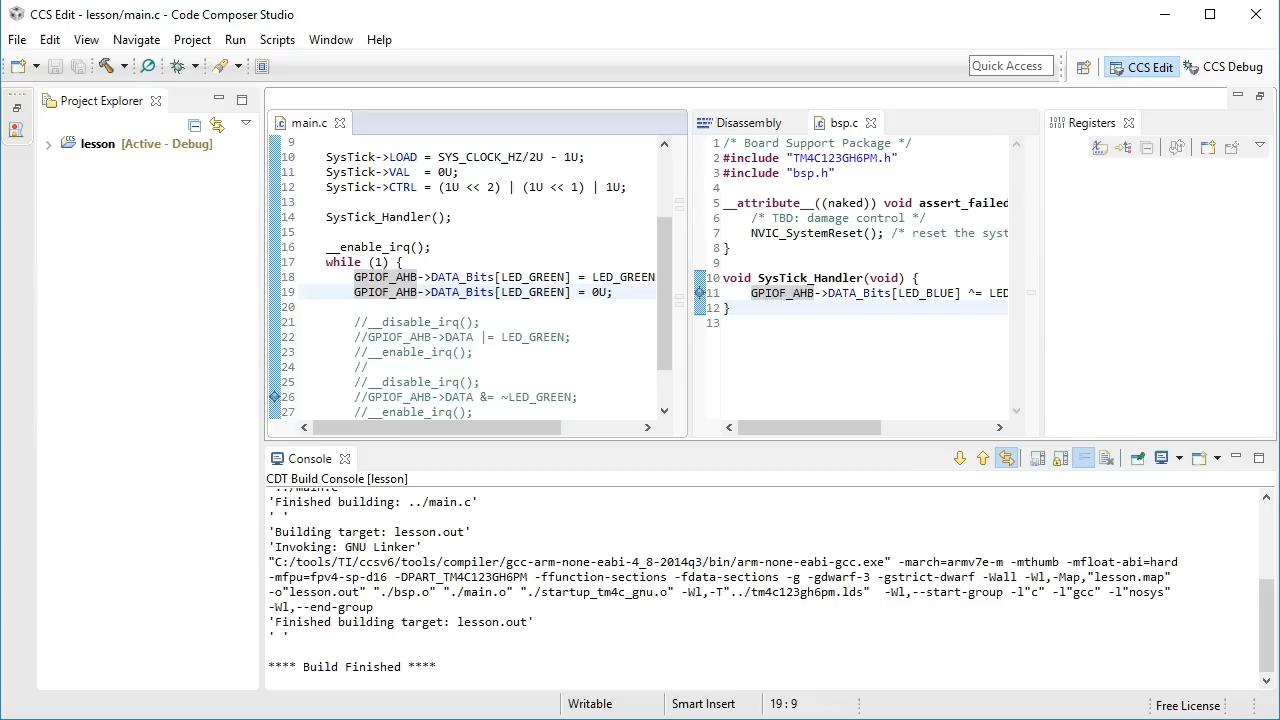 CCS Edit - lesson/main.c - Code Composer Studio
File Edit View Navigate Project Run Scripts Window Help
Quick Access
CCS Edit
CCS Debug
Project Explorer
lesson [Active - Debug]
main.c
9
10 SysTick->LOAD = SYS_CLOCK_HZ/2U - 1U;
11 SysTick->VAL  = 0U;
12 SysTick->CTRL = (1U << 2) | (1U << 1) | 1U;
13
14 SysTick_Handler();
15
16 __enable_irq();
17 while (1) {
18 GPIOF_AHB->DATA_Bits[LED_GREEN] = LED_GREEN
19 GPIOF_AHB->DATA_Bits[LED_GREEN] = 0U;
20
21 //__disable_irq();
22 //GPIOF_AHB->DATA |= LED_GREEN;
23 //__enable_irq();
24 //
25 //__disable_irq();
26 //GPIOF_AHB->DATA &= ~LED_GREEN;
27 //__enable_irq();
Disassembly
bsp.c
1 /* Board Support Package */
2 #include "TM4C123GH6PM.h"
3 #include "bsp.h"
4
5 __attribute__((naked)) void assert_failed
6 /* TBD: damage control */
7 NVIC_SystemReset(); /* reset the syst
8 }
9
10 void SysTick_Handler(void) {
11 GPIOF_AHB->DATA_Bits[LED_BLUE] ^= LED
12 }
13
Registers
Console
CDT Build Console [lesson]
'Finished building: ../main.c'
' '
'Building target: lesson.out'
'Invoking: GNU Linker'
"C:/tools/TI/ccsv6/tools/compiler/gcc-arm-none-eabi-4_8-2014q3/bin/arm-none-eabi-gcc.exe" -march=armv7e-m -mthumb -mfloat-abi=hard
-mfpu=fpv4-sp-d16 -DPART_TM4C123GH6PM -ffunction-sections -fdata-sections -g -gdwarf-3 -gstrict-dwarf -Wall -Wl,-Map,"lesson.map"
-o"lesson.out" "./bsp.o" "./main.o" "./startup_tm4c_gnu.o" -Wl,-T"../tm4c123gh6pm.lds"  -Wl,--start-group -l"c" -l"gcc" -l"nosys"
-Wl,--end-group
'Finished building target: lesson.out'
' '
**** Build Finished ****
Writable
Smart Insert
19 : 9
Free License